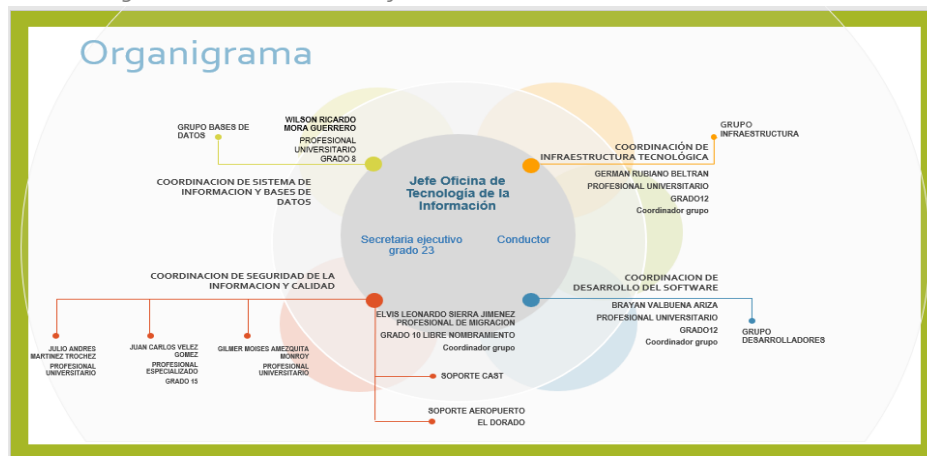 Organigrama
GRUPO BASES DE
DATOS
WILSON RICARDO
MORA GUERRERO
PROFESIONAL
UNIVERSITARIO
GRADO 8
COORDINACION DE SISTEMA DE
INFORMACION Y BASES DE
DATOS
GRUPO
INFRAESTRUCTURA
COORDINACIÓN DE
INFRAESTRUCTURA TECNOLÓGICA
GERMAN RUBIANO BELTRAN
PROFESIONAL UNIVERSITARIO
GRADO12
Coordinador grupo
Jefe Oficina de
Tecnología de la
Información
Secretaria ejecutivo
grado 23
Conductor
COORDINACION DE SEGURIDAD DE LA
INFORMACION Y CALIDAD
ELVIS LEONARDO SIERRA JIMENEZ
PROFESIONAL DE MIGRACION
GRADO 10 LIBRE NOMBRAMIENTO
Coordinador grupo
JULIO ANDRES
MARTINEZ TROCHEZ
PROFESIONAL
UNIVERSITARIO
JUAN CARLOS VELEZ
GOMEZ
PROFESIONAL
ESPECIALIZADO
GRADO 15
GILMER MOISES AMEZQUITA
MONROY
PROFESIONAL
UNIVERSITARIO
SOPORTE CAST
SOPORTE AEROPUERTO
EL DORADO
COORDINACION DE
DESARROLLO DEL SOFTWARE
BRAYAN VALBUENA ARIZA
PROFESIONAL UNIVERSITARIO
GRADO12
Coordinador grupo
GRUPO
DESARROLLADORES